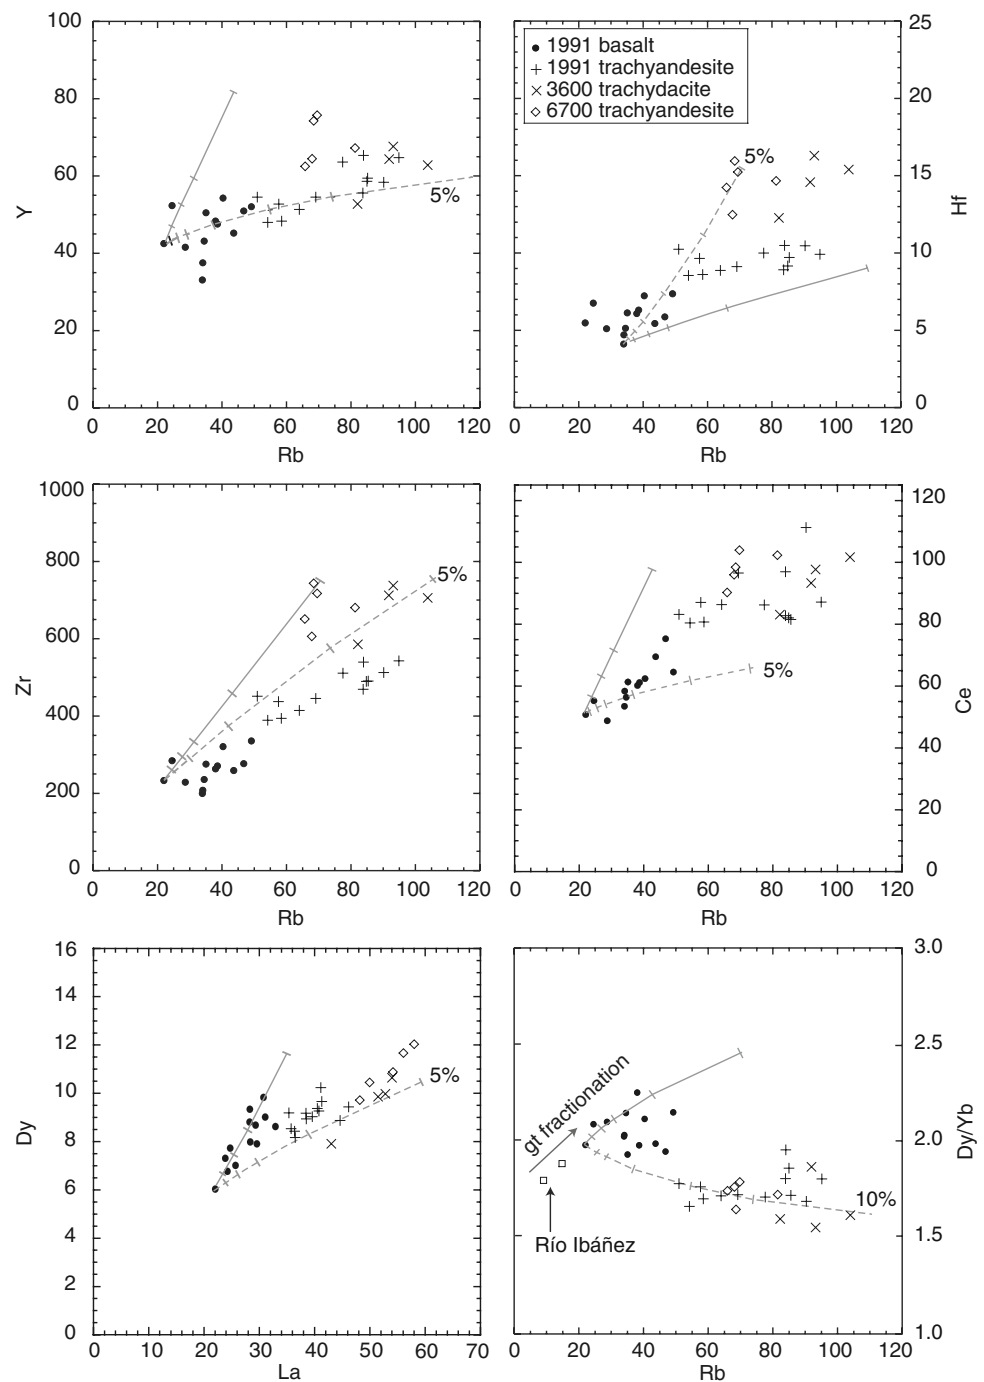 100
80
60
40
20
0
Y
5%
0 20 40 60 80 100 120
Rb
1991 basalt
1991 trachyandesite
3600 trachydacite
6700 trachyandesite
5%
25
20
15
10
5
0
Hf
0 20 40 60 80 100 120
Rb
1000
800
600
400
200
0
Zr
5%
0 20 40 60 80 100 120
Rb
120
100
80
60
40
20
0
Ce
5%
0 20 40 60 80 100 120
Rb
16
14
12
10
8
6
4
2
0
Dy
5%
0 10 20 30 40 50 60 70
La
3.0
2.5
2.0
1.5
1.0
Dy/Yb
gt fractionation
10%
Río Ibáñez
0 20 40 60 80 100 120
Rb